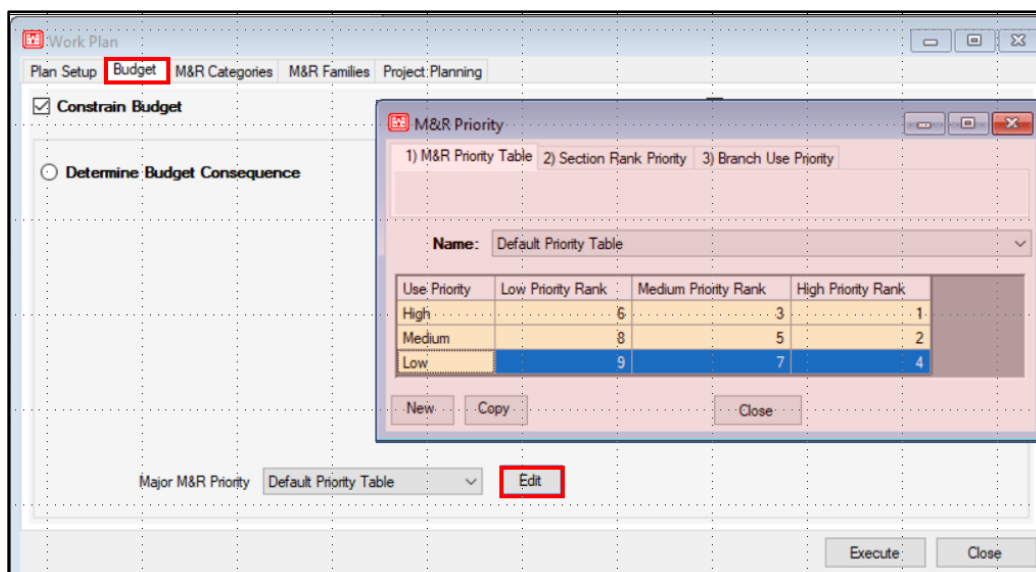 Work Plan
Plan Setup Budget M&R Categories M&R Families Project Planning
Constrain Budget
Determine Budget Consequence
M&R Priority
1) M&R Priority Table 2) Section Rank Priority 3) Branch Use Priority
Name: Default Priority Table
Use Priority Low Priority Rank Medium Priority Rank High Priority Rank
High 6 3 1
Medium 8 5 2
Low 9 7 4
New Copy Close
Major M&R Priority Default Priority Table Edit
Execute Close